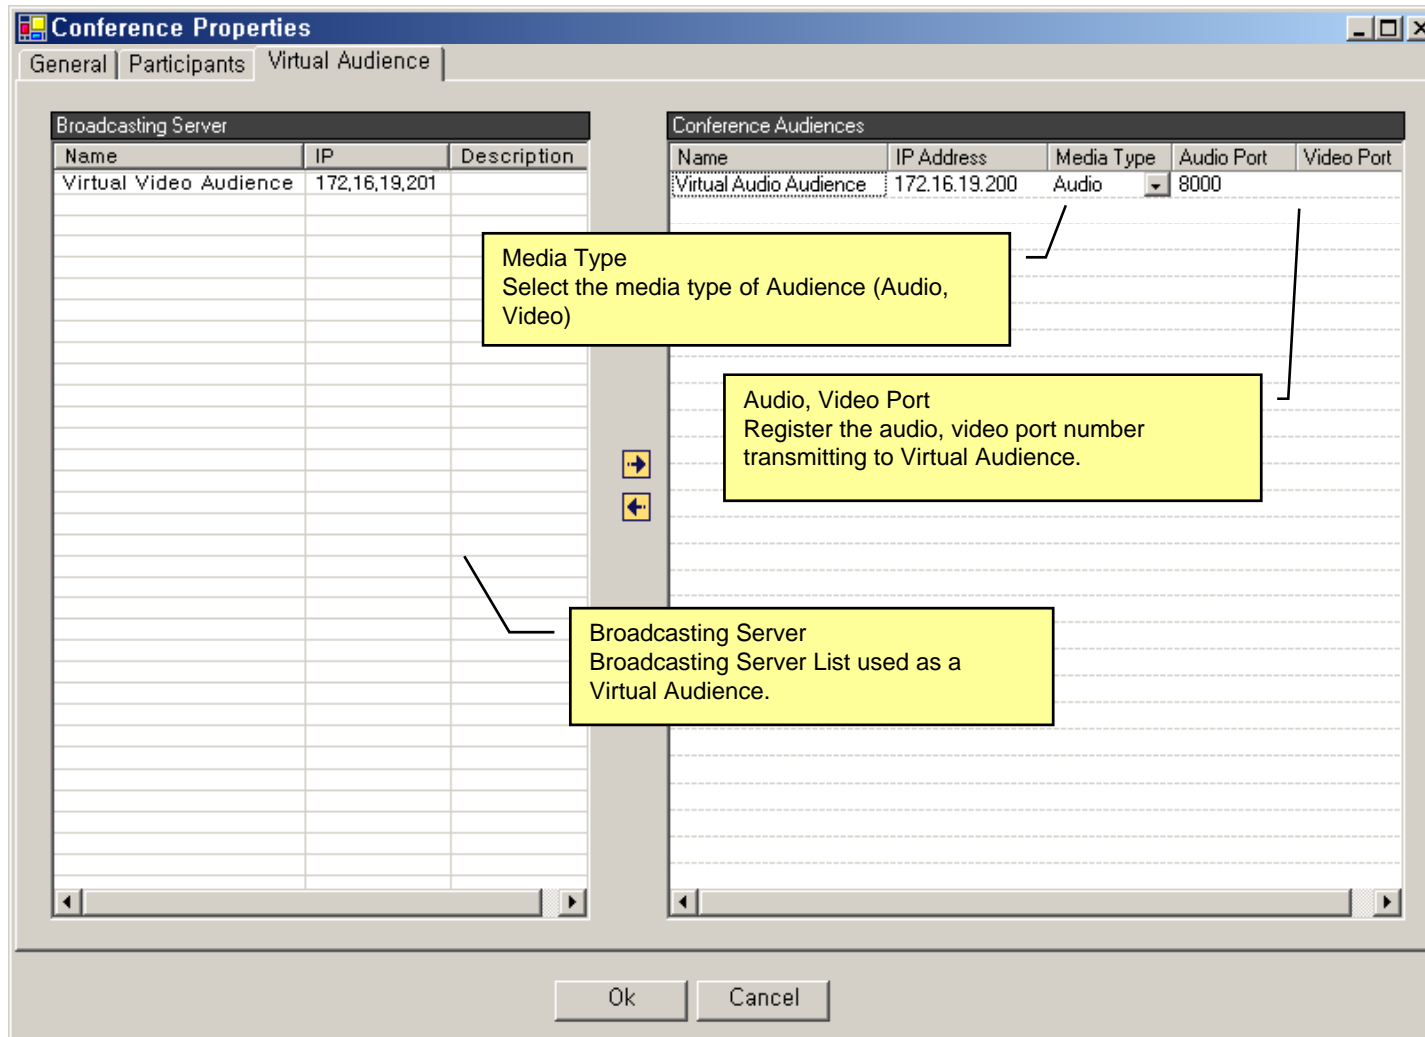 Conference Properties
General Participants Virtual Audience
Broadcasting Server
Name IP Description
Virtual Video Audience 172,16,19,201
Conference Audiences
Name IP Address Media Type Audio Port Video Port
Virtual Audio Audience 172.16.19.200 Audio 8000
Media Type
Select the media type of Audience (Audio,
Video)
Audio, Video Port
Register the audio, video port number
transmitting to Virtual Audience.
Broadcasting Server
Broadcasting Server List used as a
Virtual Audience.
Ok Cancel